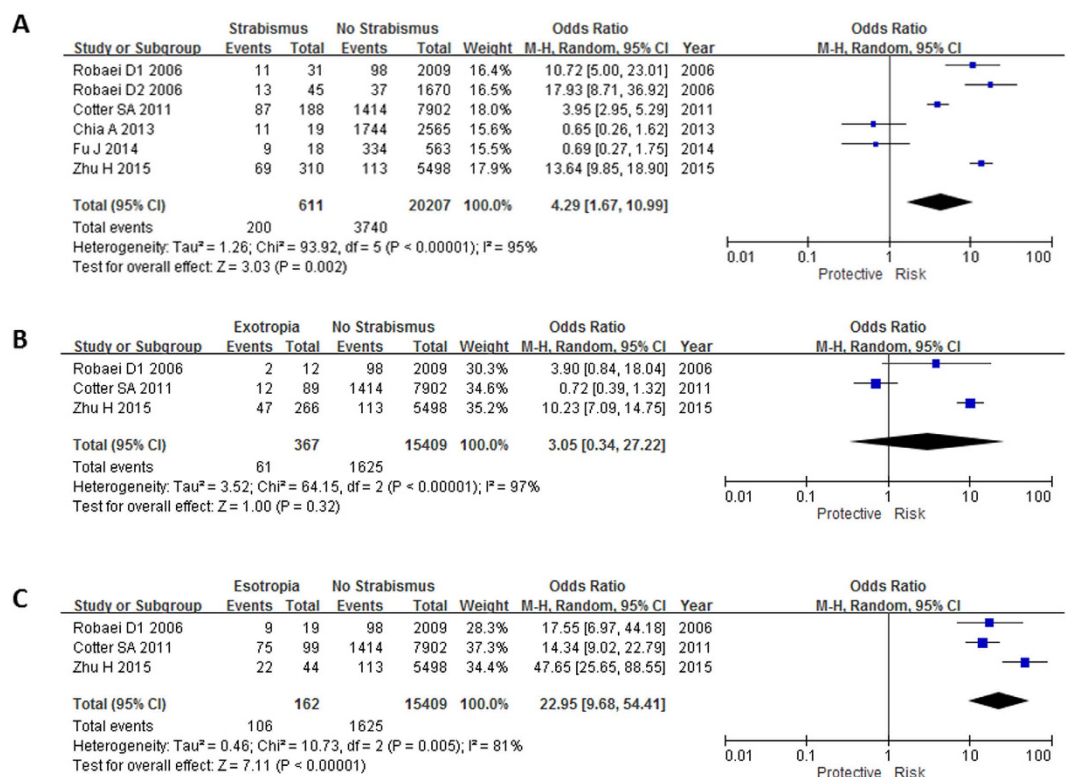 A
Strabismus No Strabismus Odds Ratio Odds Ratio
Study or Subgroup Events Total Events Total Weight M-H, Random, 95% CI Year M-H, Random, 95% CI
Robaei D1 2006 11 31 98 2009 16.4% 10.72 [5.00, 23.01] 2006
Robaei D2 2006 13 45 37 1670 16.6% 17.93 [8.71, 36.92] 2006
Cotter SA 2011 87 188 1414 7902 18.0% 3.95 [2.95, 5.29] 2011
Chia A 2013 11 19 1744 2565 15.6% 0.65 [0.26, 1.62] 2013
Fu J 2014 9 18 334 563 15.5% 0.69 [0.27, 1.75] 2014
Zhu H 2015 69 310 113 5498 17.9% 13.64 [9.85, 18.90] 2015
Total (95% CI) 611 20207 100.0% 4.29 [1.67, 10.99]
Total events 200 3740
Heterogeneity: Tau² = 1.26; Chi² = 93.92, df = 5 (P < 0.00001); I² = 95%
Test for overall effect: Z = 3.03 (P = 0.002)
0.01 0.1 1 10 100
Protective Risk
B
Exotropia No Strabismus Odds Ratio Odds Ratio
Study or Subgroup Events Total Events Total Weight M-H, Random, 95% CI Year M-H, Random, 95% CI
Robaei D1 2006 2 12 98 2009 30.3% 3.90 [0.84, 18.04] 2006
Cotter SA 2011 12 89 1414 7902 34.6% 0.72 [0.39, 1.32] 2011
Zhu H 2015 47 266 113 5498 35.2% 10.23 [7.09, 14.75] 2015
Total (95% CI) 367 15409 100.0% 3.05 [0.34, 27.22]
Total events 61 1625
Heterogeneity: Tau² = 3.52; Chi² = 64.15, df = 2 (P < 0.00001); I² = 97%
Test for overall effect: Z = 1.00 (P = 0.32)
0.01 0.1 1 10 100
Protective Risk
C
Esotropia No Strabismus Odds Ratio Odds Ratio
Study or Subgroup Events Total Events Total Weight M-H, Random, 95% CI Year M-H, Random, 95% CI
Robaei D1 2006 9 19 98 2009 28.3% 17.55 [6.97, 44.18] 2006
Cotter SA 2011 75 99 1414 7902 37.3% 14.34 [9.02, 22.79] 2011
Zhu H 2015 22 44 113 5498 34.4% 47.65 [25.65, 88.55] 2015
Total (95% CI) 162 15409 100.0% 22.95 [9.68, 54.41]
Total events 106 1625
Heterogeneity: Tau² = 0.46; Chi² = 10.73, df = 2 (P = 0.005); I² = 81%
Test for overall effect: Z = 7.11 (P < 0.00001)
0.01 0.1 1 10 100
Protective Risk